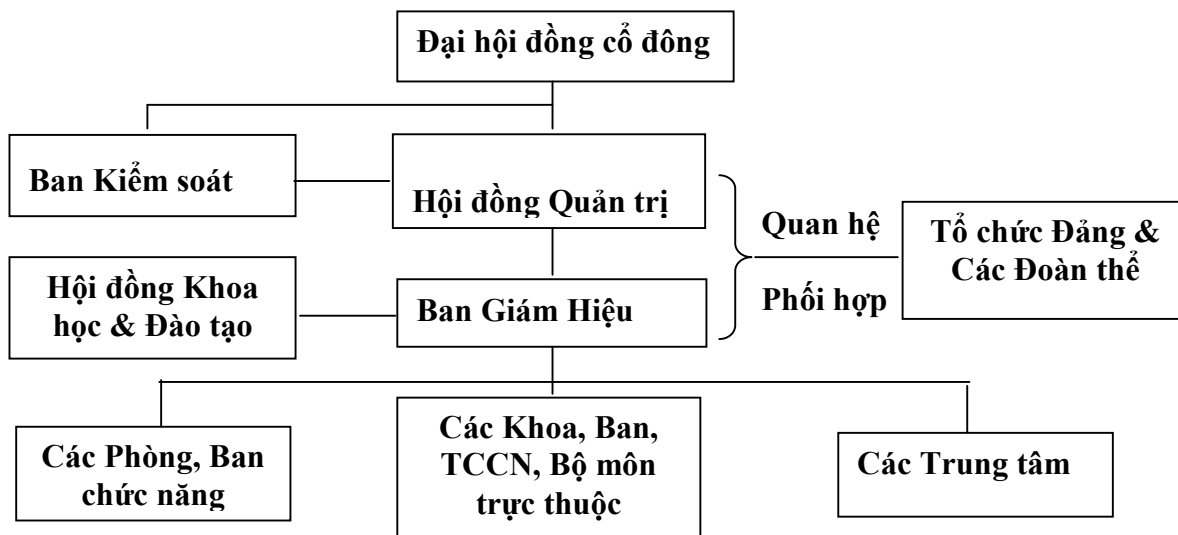 Đại hội đồng cổ đông
Ban Kiểm soát
Hội đồng Quản trị
Quan hệ
Phối hợp
Tổ chức Đảng &
Các Đoàn thể
Hội đồng Khoa
học & Đào tạo
Ban Giám Hiệu
Các Phòng, Ban
chức năng
Các Khoa, Ban,
TCCN, Bộ môn
trực thuộc
Các Trung tâm